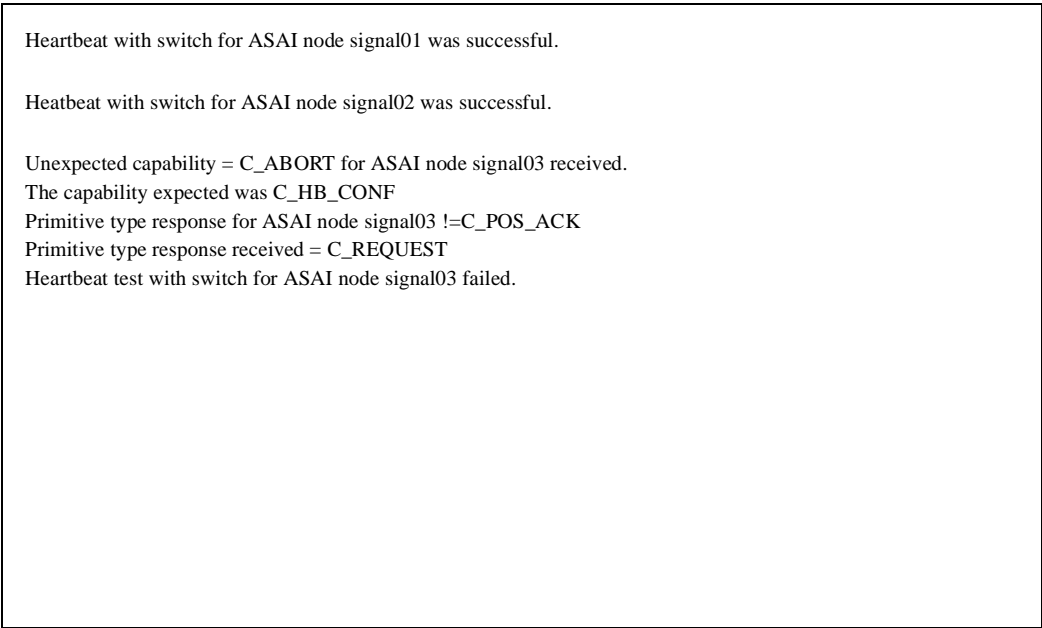 Heartbeat with switch for ASAI node signal01 was successful.
Heatbeat with switch for ASAI node signal02 was successful.
Unexpected capability = C_ABORT for ASAI node signal03 received.
The capability expected was C_HB_CONF
Primitive type response for ASAI node signal03 !=C_POS_ACK
Primitive type response received = C_REQUEST
Heartbeat test with switch for ASAI node signal03 failed.